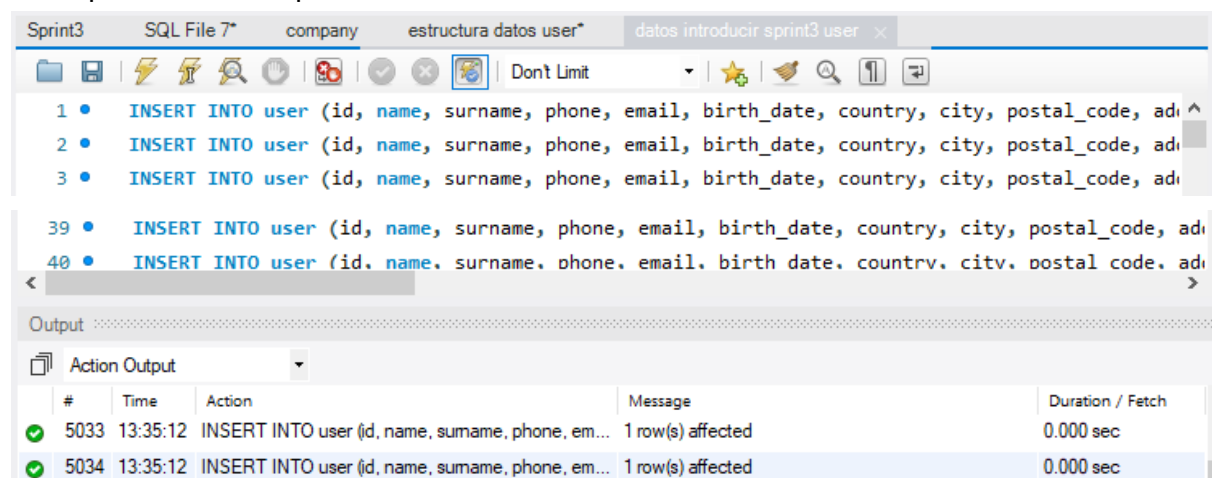 Sprint3 SQL File 7* company estructura datos user* datos introducir sprint3 user
Don't Limit
1 INSERT INTO user (id, name, surname, phone, email, birth_date, country, city, postal_code, ad
2 INSERT INTO user (id, name, surname, phone, email, birth_date, country, city, postal_code, ad
3 INSERT INTO user (id, name, surname, phone, email, birth_date, country, city, postal_code, ad
39 INSERT INTO user (id, name, surname, phone, email, birth_date, country, city, postal_code, ad
40 INSERT INTO user (id, name, surname, phone, email, birth_date, country, city, postal_code, ad
Output
Action Output
# Time Action Message Duration / Fetch
5033 13:35:12 INSERT INTO user (id, name, surname, phone, em... 1 row(s) affected 0.000 sec
5034 13:35:12 INSERT INTO user (id, name, surname, phone, em... 1 row(s) affected 0.000 sec